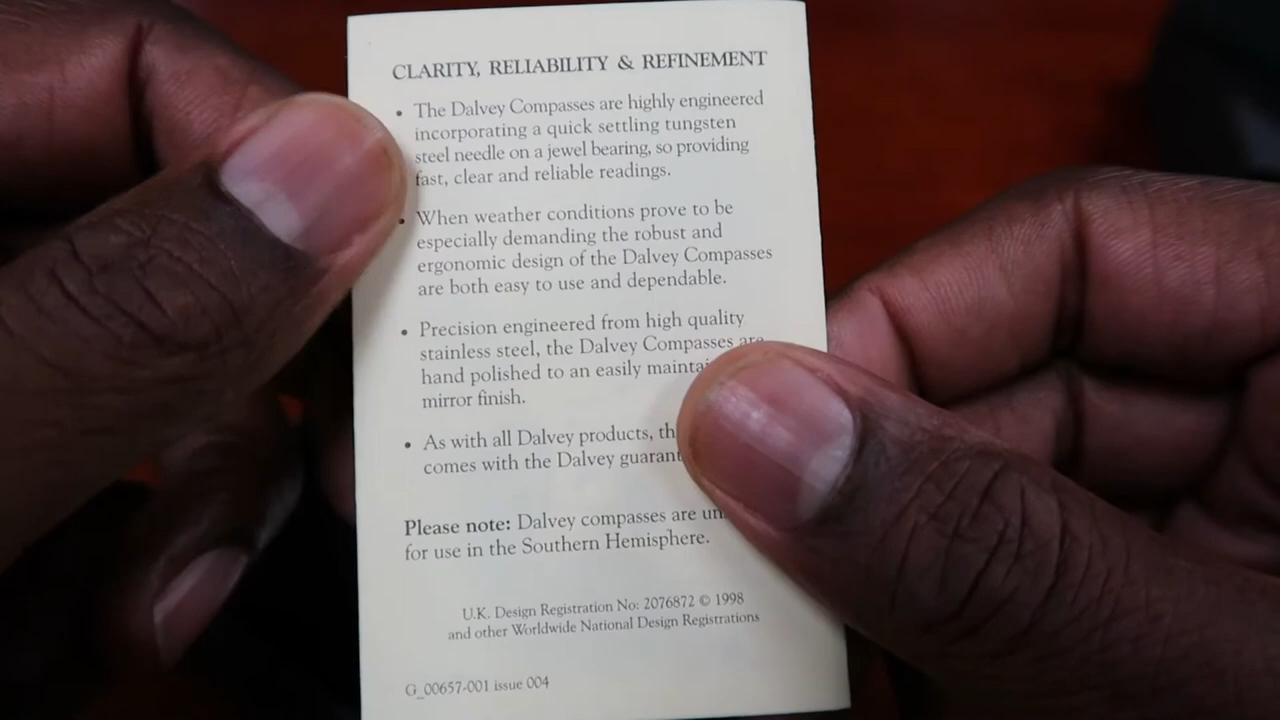 CLARITY, RELIABILITY & REFINEMENT
• The Dalvey Compasses are highly engineered
incorporating a quick settling tungsten
steel needle on a jewel bearing, so providing
fast, clear and reliable readings.
• When weather conditions prove to be
especially demanding the robust and
ergonomic design of the Dalvey Compasses
are both easy to use and dependable.
• Precision engineered from high quality
stainless steel, the Dalvey Compasses are
hand polished to an easily
mirror finish.
• As with all Dalvey products,
comes with the Dalvey
Please note: Dalvey compasses are
for use in the Southern Hemisphere.
U.K. Design Registration No: 2076872 © 1998
and other Worldwide National Design Registrations
G_00657-001 issue 004